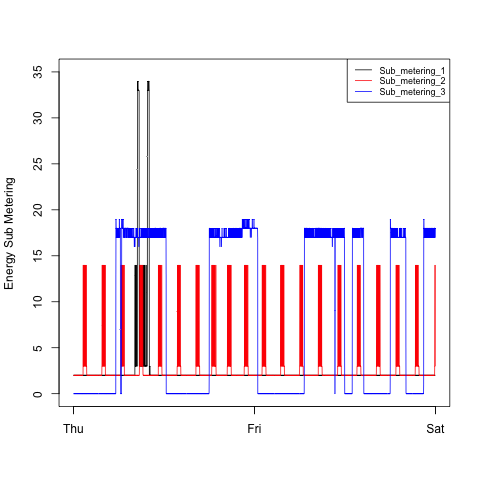 Sub_metering_1
Sub_metering_2
Sub_metering_3
Energy Sub Metering
35
30
25
20
15
10
5
0
Thu
Fri
Sat